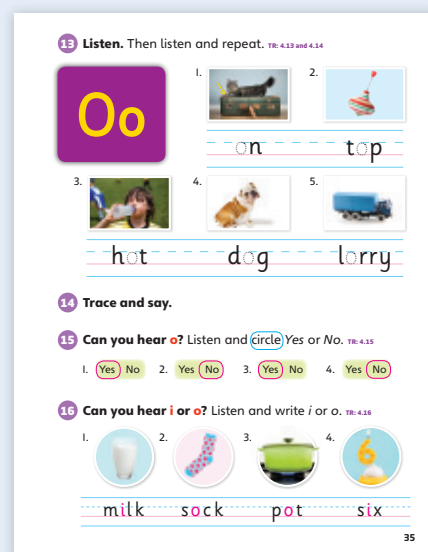 13 Listen. Then listen and repeat. TR: 4.13 and 4.14
Oo
1. 2.
on top
3. 4. 5.
hot dog lorry
14 Trace and say.
15 Can you hear o? Listen and circle Yes or No. TR: 4.15
1. Yes No 2. Yes No 3. Yes No 4. Yes No
16 Can you hear i or o? Listen and write i or o. TR: 4.16
1. 2. 3. 4.
6
milk sock pot six
35